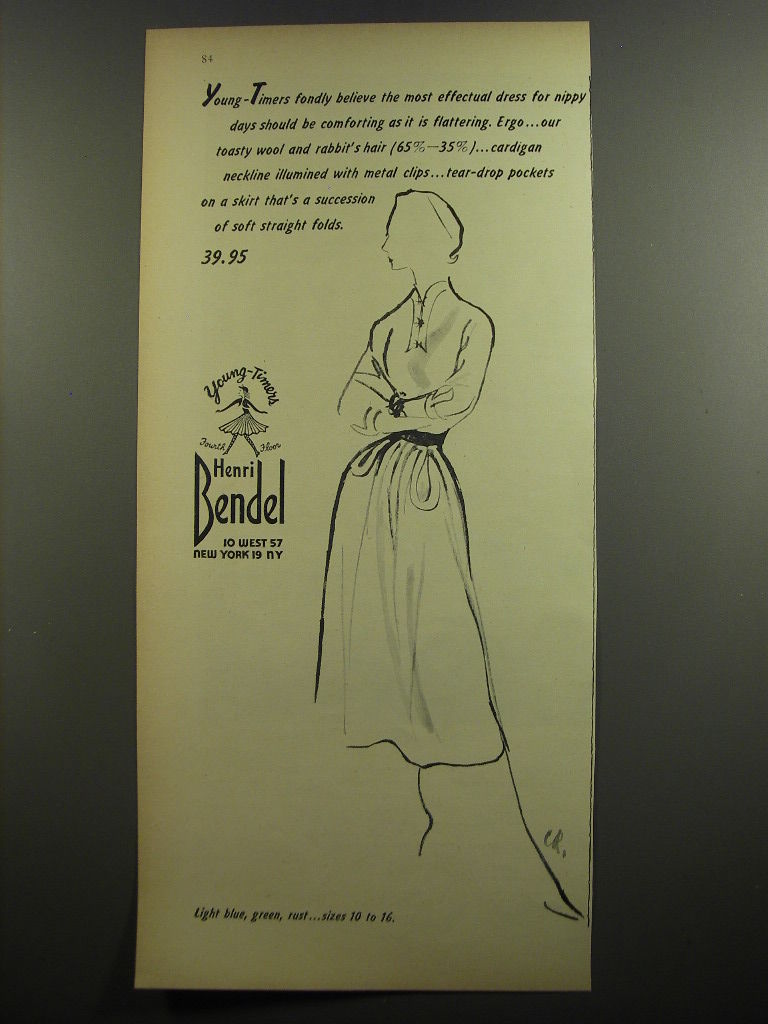 84
Young-Timers fondly believe the most effectual dress for nippy
days should be comforting as it is flattering. Ergo...our
toasty wool and rabbit's hair (65%—35%)...cardigan
neckline illumined with metal clips...tear-drop pockets
on a skirt that's a succession
of soft straight folds.
39.95
Young-Timers
Fourth Floor
Henri
Bendel
10 WEST 57
NEW YORK 19 NY
CR.
Light blue, green, rust...sizes 10 to 16.